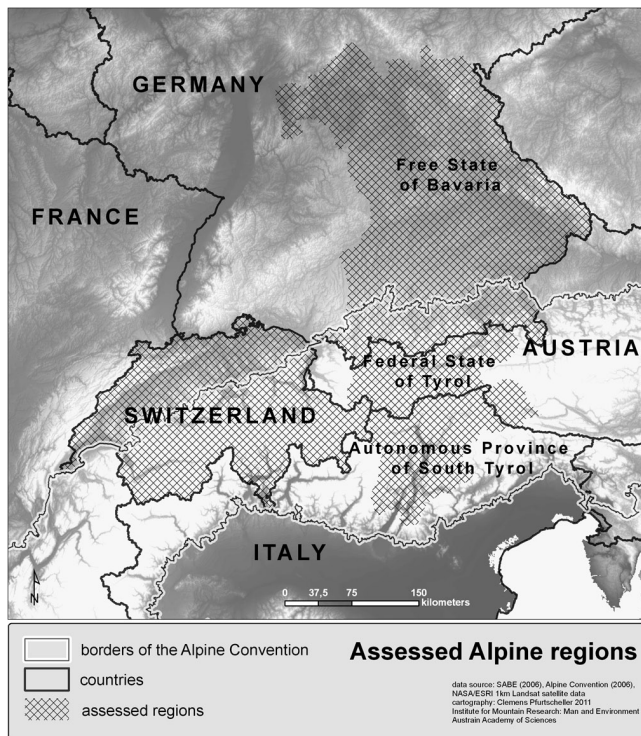 GERMANY
Free State
of Bavaria
FRANCE
AUSTRIA
Federal State
of Tyrol
SWITZERLAND
Autonomous Province
of South Tyrol
ITALY
N
0 37,5 75 150
kilometers
borders of the Alpine Convention
countries
assessed regions
Assessed Alpine regions
data source: SABE (2006), Alpine Convention (2006),
NASA/ESRI 1km Landsat satellite data
cartography: Clemens Pfurtscheller 2011
Institute for Mountain Research: Man and Environment
Austrain Academy of Sciences